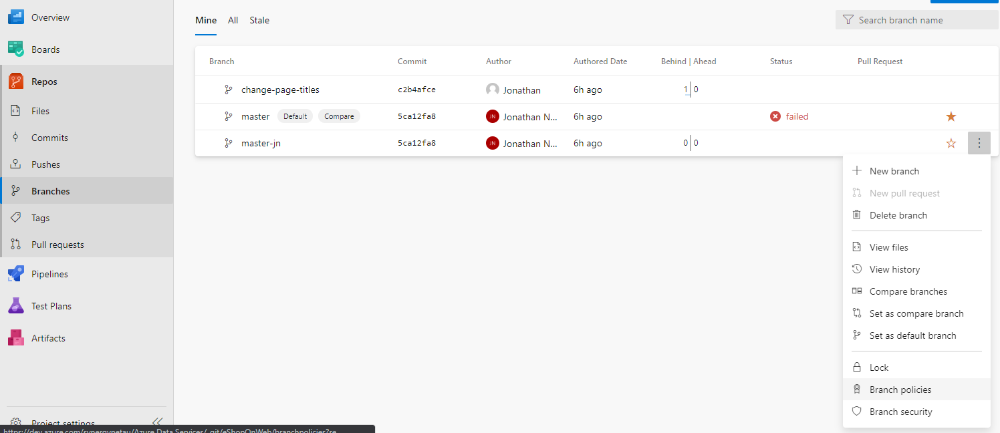 Overview
Boards
Repos
Files
Commits
Pushes
Branches
Tags
Pull requests
Pipelines
Test Plans
Artifacts
Project settings
Mine All Stale
Search branch name
Branch Commit Author Authored Date Behind | Ahead Status Pull Request
change-page-titles c2b4afce Jonathan 6h ago 1 | 0
master Default Compare 5ca12fa8 JN Jonathan N... 6h ago failed
master-jn 5ca12fa8 JN Jonathan N... 6h ago 0 | 0
New branch
New pull request
Delete branch
View files
View history
Compare branches
Set as compare branch
Set as default branch
Lock
Branch policies
Branch security
https://dev.azure.com/synergynetau/Azure Data Services/_git/eShopOnWeb/branchpolicies?re